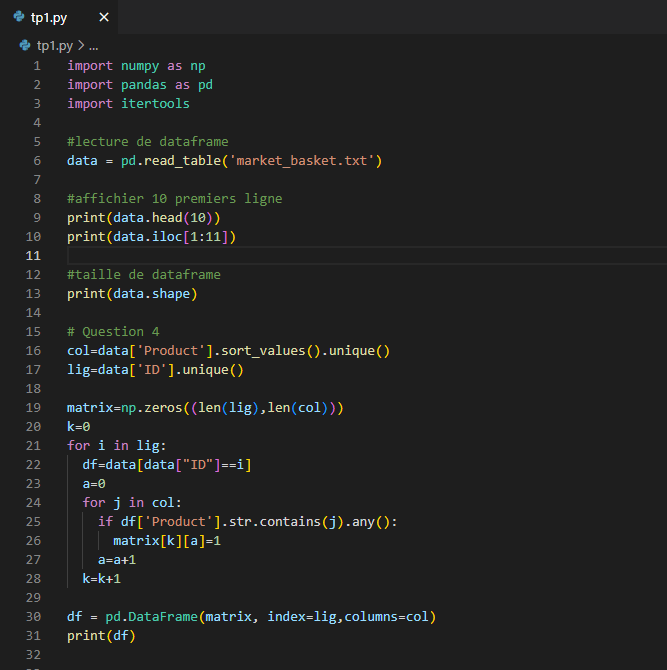 tp1.py ×
tp1.py > ...
1 import numpy as np
2 import pandas as pd
3 import itertools
4
5 #lecture de dataframe
6 data = pd.read_table('market_basket.txt')
7
8 #affichier 10 premiers ligne
9 print(data.head(10))
10 print(data.iloc[1:11])
11
12 #taille de dataframe
13 print(data.shape)
14
15 # Question 4
16 col=data['Product'].sort_values().unique()
17 lig=data['ID'].unique()
18
19 matrix=np.zeros((len(lig),len(col)))
20 k=0
21 for i in lig:
22   df=data[data["ID"]==i]
23   a=0
24   for j in col:
25     if df['Product'].str.contains(j).any():
26       matrix[k][a]=1
27     a=a+1
28   k=k+1
29
30 df = pd.DataFrame(matrix, index=lig,columns=col)
31 print(df)
32